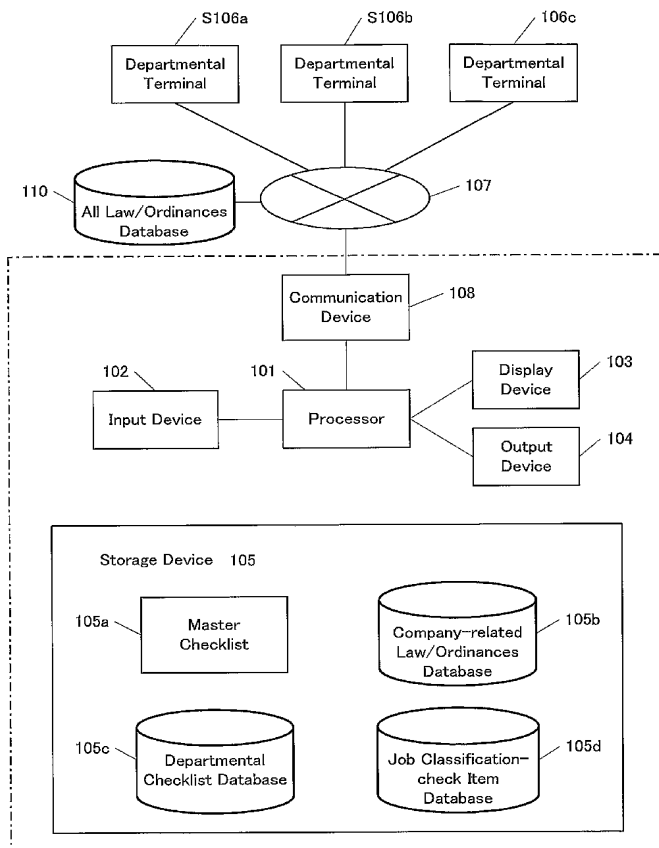 S106a
S106b
106c
Departmental
Terminal
Departmental
Terminal
Departmental
Terminal
110
All Law/Ordinances
Database
107
Communication
Device
108
102
Input Device
101
Processor
Display
Device
103
Output
Device
104
Storage Device 105
105a
Master
Checklist
Company-related
Law/Ordinances
Database
105b
105c
Departmental
Checklist Database
Job Classification-
check Item
Database
105d